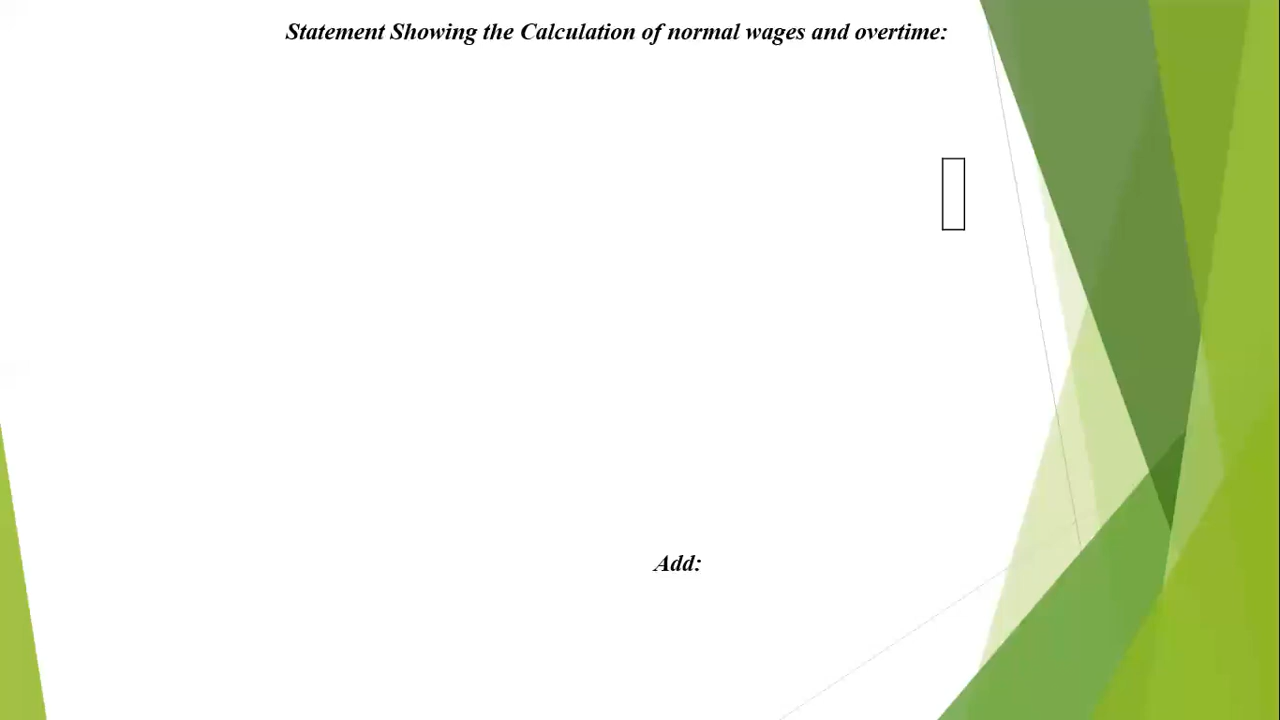 Statement Showing the Calculation of normal wages and overtime:
Add: